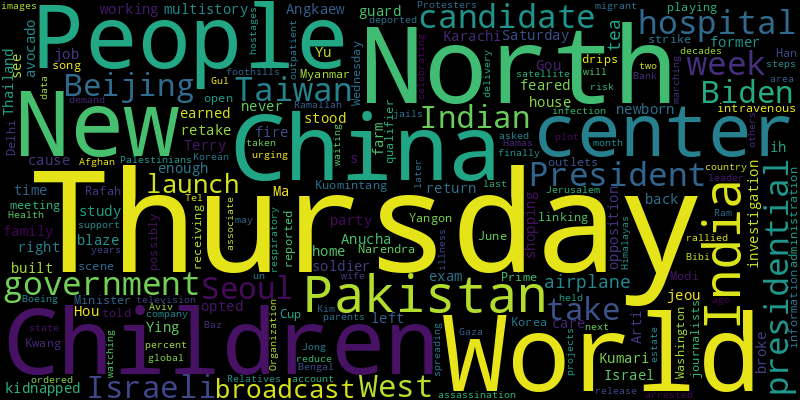 images
working
multistory
Angkaew
guard
candidate
Protesters
playing
migrant
hospital
People
North
hostages
deported
Karachi
Saturday
strike
former
tea
job
song
see
avocado
Beijing
Taiwan
Yu
Myanmar
Wednesday
feared
Gou
drips
will
two
decades
week
Han
steps
area
Thailand
data
Gul
foothills
outpatient
New
China
earned
open
never
stood
farm
qualifier
Indian
house
satellite
delivery
risk
newborn
Bank
marching
Biden
intravenous
Delhi
demand
retake
fire
Ramallah
jails
celebrating
infection
center
cause
Afghan
Palestinians
Korean
Terry
taken
urging
waiting
s
Hamas
asked
finally
month
plot
others
blaze
enough
Kuomintang
later
last
President
outlets
country
ih
time
Rafah
launch
Ma
return
Jerusalem
back
leader
Thursday
meeting
Health
study
support
Tel
receiving
associate
may
respiratory
party
Yangon
linking
shopping
opposition
Himalayas
Ram
rallied
India
investigation
presidential
family
right
built
years
scene
possibly
home
reported
Anucha
Narendra
illness
June
Bibi
Modi
administration
information
government
Seoul
un
soldier
wife
exam
Prime
airplane
Pakistan
take
jeou
ago
Boeing
Minister
television
Aviv
company
opted
Cup
Kim
left
Korea
held
care
Arti
Washington
journalists
broke
Hou
told
Baz
parents
Gaza
next
projects
estate
Children
World
state
Kwang
watching
percent
global
Ying
Organization
Jong
reduce
Bengal
spreading
Kumari
Israel
kidnapped
ordered
Israeli
broadcast
Relatives
account
West
assassination
release
arrested